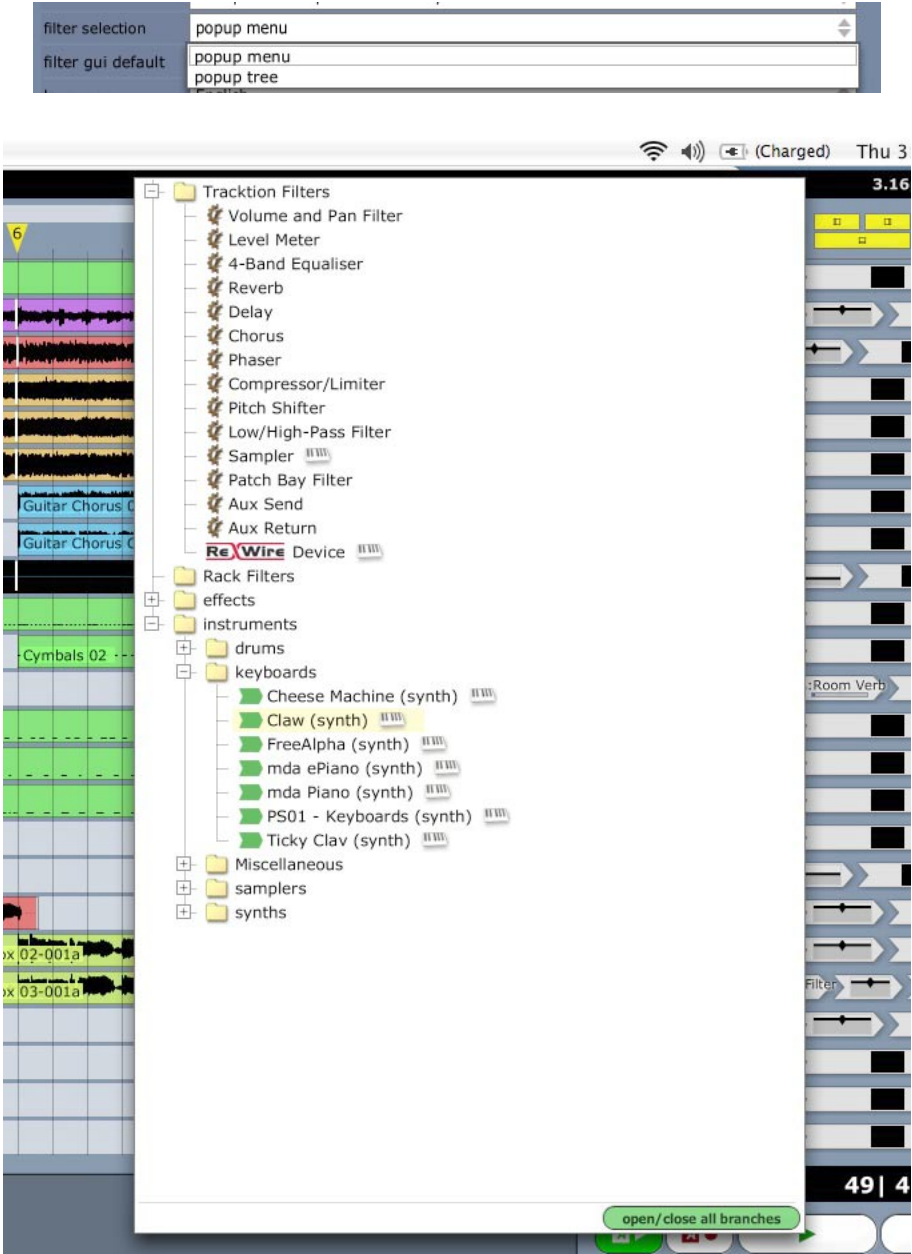 filter selection popup menu
filter gui default popup menu
popup tree
English
(Charged) Thu 3
3.16
6
Tracktion Filters
Volume and Pan Filter
Level Meter
4-Band Equaliser
Reverb
Delay
Chorus
Phaser
Compressor/Limiter
Pitch Shifter
Low/High-Pass Filter
Sampler
Patch Bay Filter
Guitar Chorus
Aux Send
Guitar Chorus
Aux Return
ReWire Device
Rack Filters
effects
instruments
drums
Cymbals 02
keyboards
:Room Verb
Cheese Machine (synth)
Claw (synth)
FreeAlpha (synth)
mda ePiano (synth)
mda Piano (synth)
PS01 - Keyboards (synth)
Ticky Clav (synth)
Miscellaneous
samplers
synths
ox 02-001a
ox 03-001a
Filter
49| 4
open/close all branches